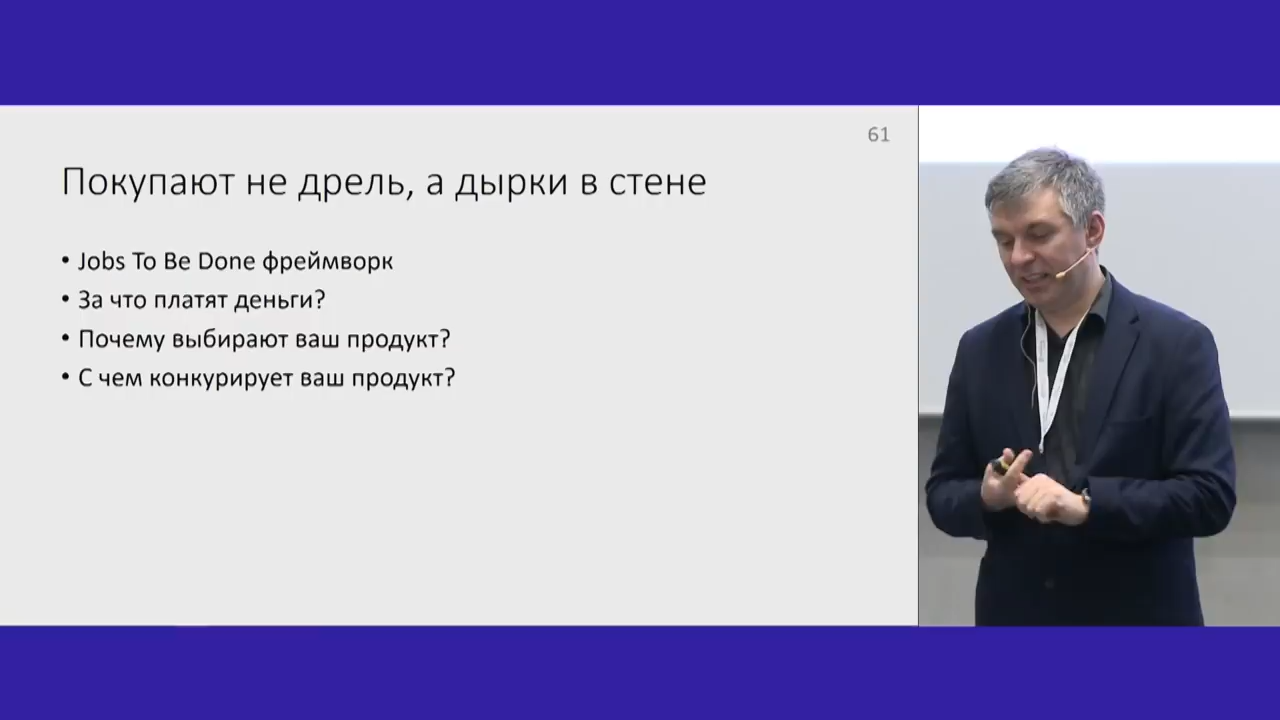 61
Покупают не дрель, а дырки в стене
• Jobs To Be Done фреймворк
• За что платят деньги?
• Почему выбирают ваш продукт?
• С чем конкурирует ваш продукт?